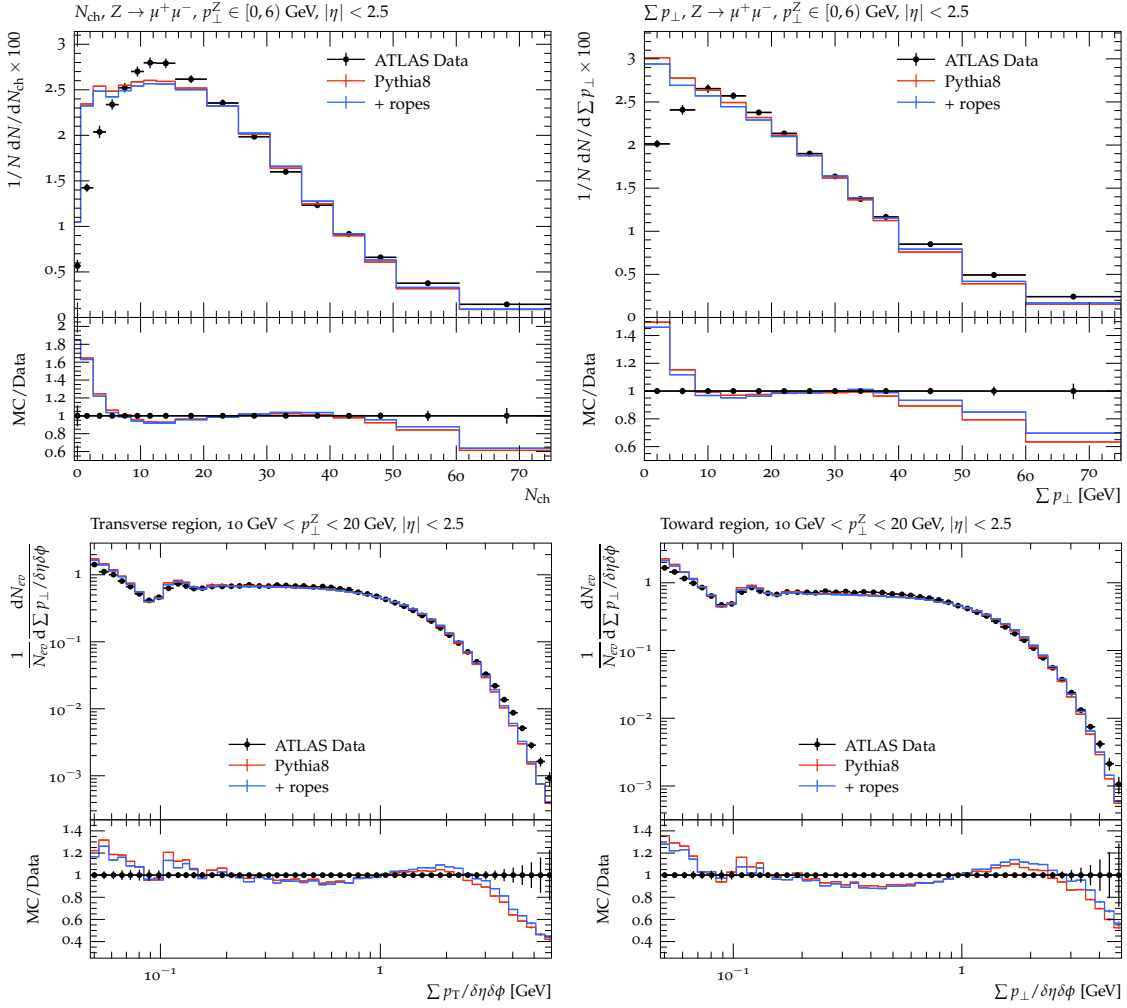 N_ch, Z → μ⁺μ⁻, p_⊥^Z ∈ [0, 6) GeV, |η| < 2.5
1/N dN/dN_ch × 100
ATLAS Data
Pythia8
+ ropes
3
2.5
2
1.5
1
0.5
0
MC/Data
2
1.8
1.6
1.4
1.2
1
0.8
0.6
0 10 20 30 40 50 60 70
N_ch
∑ p_⊥, Z → μ⁺μ⁻, p_⊥^Z ∈ [0, 6) GeV, |η| < 2.5
1/N dN/d ∑ p_⊥ × 100
ATLAS Data
Pythia8
+ ropes
3
2.5
2
1.5
1
0.5
0
MC/Data
1.4
1.2
1
0.8
0.6
0 10 20 30 40 50 60 70
∑ p_⊥ [GeV]
Transverse region, 10 GeV < p_⊥^Z < 20 GeV, |η| < 2.5
1/N_ev dN_ev/d ∑ p_⊥/δηδϕ
1
10⁻¹
10⁻²
10⁻³
ATLAS Data
Pythia8
+ ropes
MC/Data
1.4
1.2
1
0.8
0.6
0.4
10⁻¹ 1
∑ p_T/δηδϕ [GeV]
Toward region, 10 GeV < p_⊥^Z < 20 GeV, |η| < 2.5
1/N_ev dN_ev/d ∑ p_⊥/δηδϕ
1
10⁻¹
10⁻²
10⁻³
ATLAS Data
Pythia8
+ ropes
MC/Data
1.4
1.2
1
0.8
0.6
0.4
10⁻¹ 1
∑ p_⊥/δηδϕ [GeV]